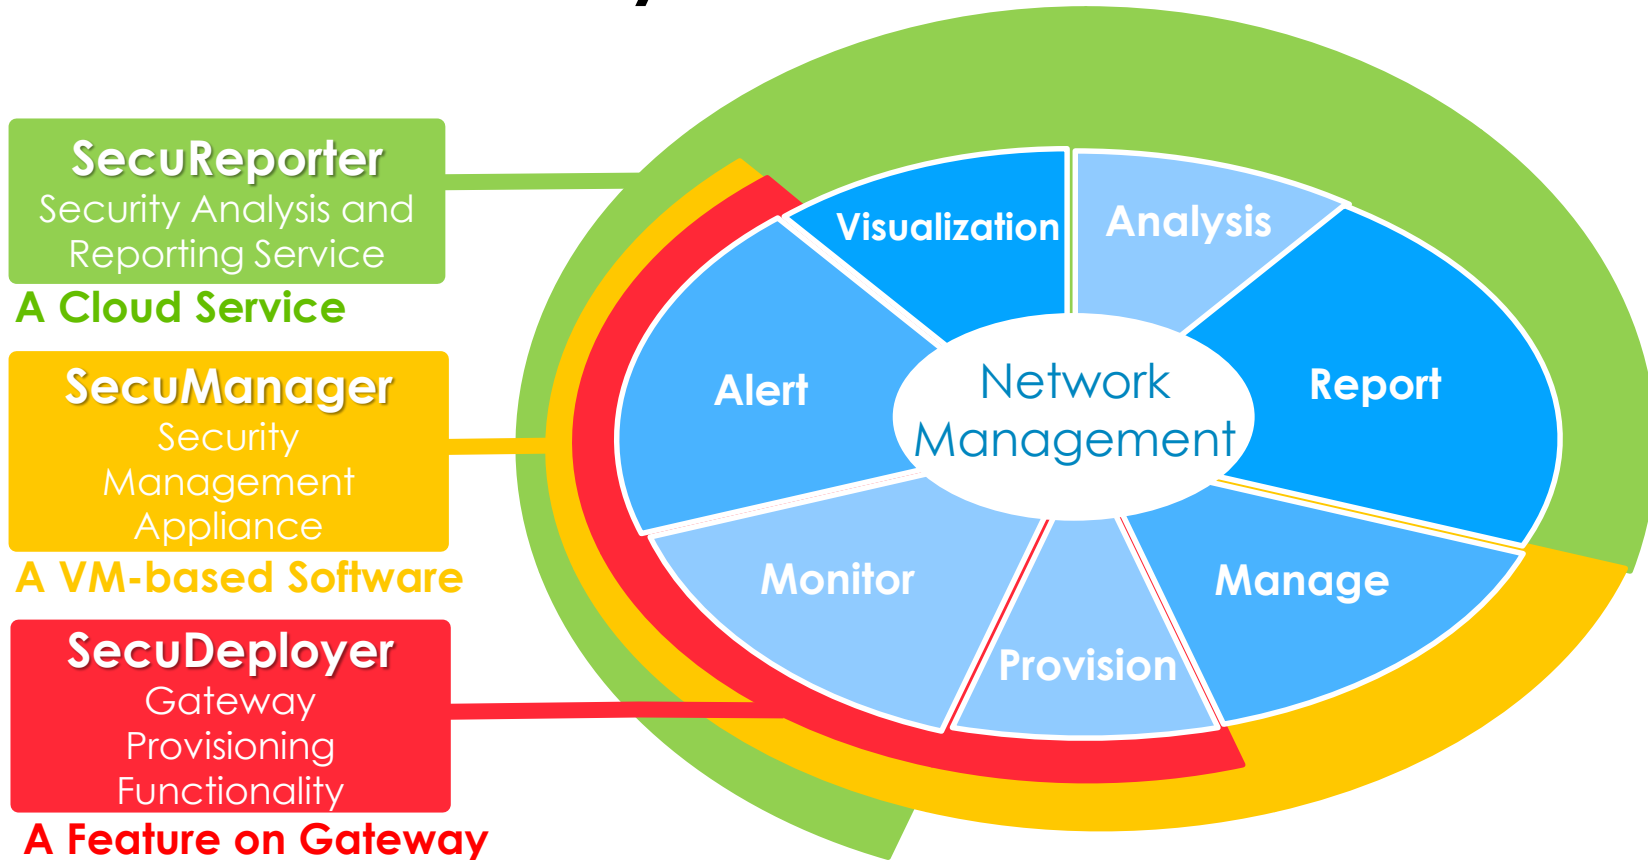 SecuReporter
Security Analysis and
Reporting Service
A Cloud Service
SecuManager
Security
Management
Appliance
A VM-based Software
SecuDeployer
Gateway
Provisioning
Functionality
A Feature on Gateway
Visualization
Analysis
Alert
Report
Network
Management
Monitor
Manage
Provision